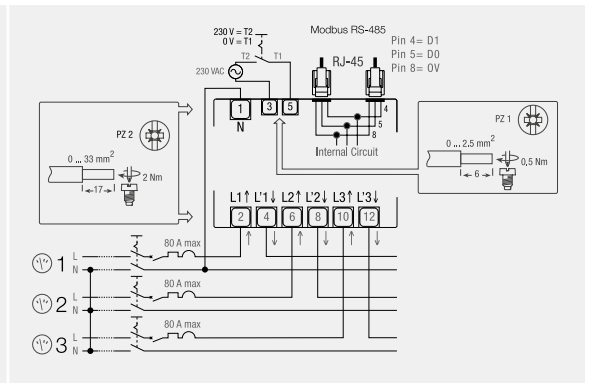 230 V = T2
0 V = T1
T2 T1
230 VAC
Modbus RS-485
RJ-45
Pin 4= D1
Pin 5= D0
Pin 8= 0V
1 3 5
N
4
5
8
Internal Circuit
PZ 2
0 ... 33 mm2
17
2 Nm
PZ 1
0 ... 2.5 mm2
6
0,5 Nm
L1↑ L'1↓ L2↑ L'2↓ L3↑ L'3↓
2 4 6 8 10 12
80 A max
1 L
N
80 A max
2 L
N
80 A max
3 L
N